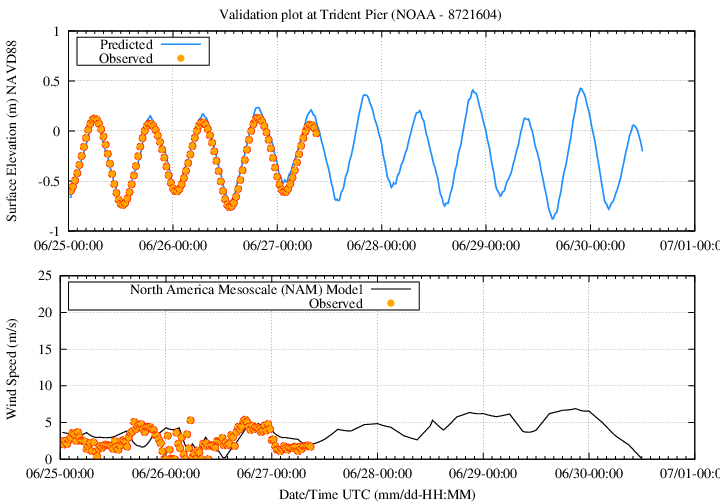 Validation plot at Trident Pier (NOAA - 8721604)
Surface Elevation (m) NAVD88
1
0.5
0
-0.5
-1
Predicted
Observed
06/25-00:00 06/26-00:00 06/27-00:00 06/28-00:00 06/29-00:00 06/30-00:00 07/01-00:0
Wind Speed (m/s)
25
20
15
10
5
0
North America Mesoscale (NAM) Model
Observed
06/25-00:00 06/26-00:00 06/27-00:00 06/28-00:00 06/29-00:00 06/30-00:00 07/01-00:0
Date/Time UTC (mm/dd-HH:MM)